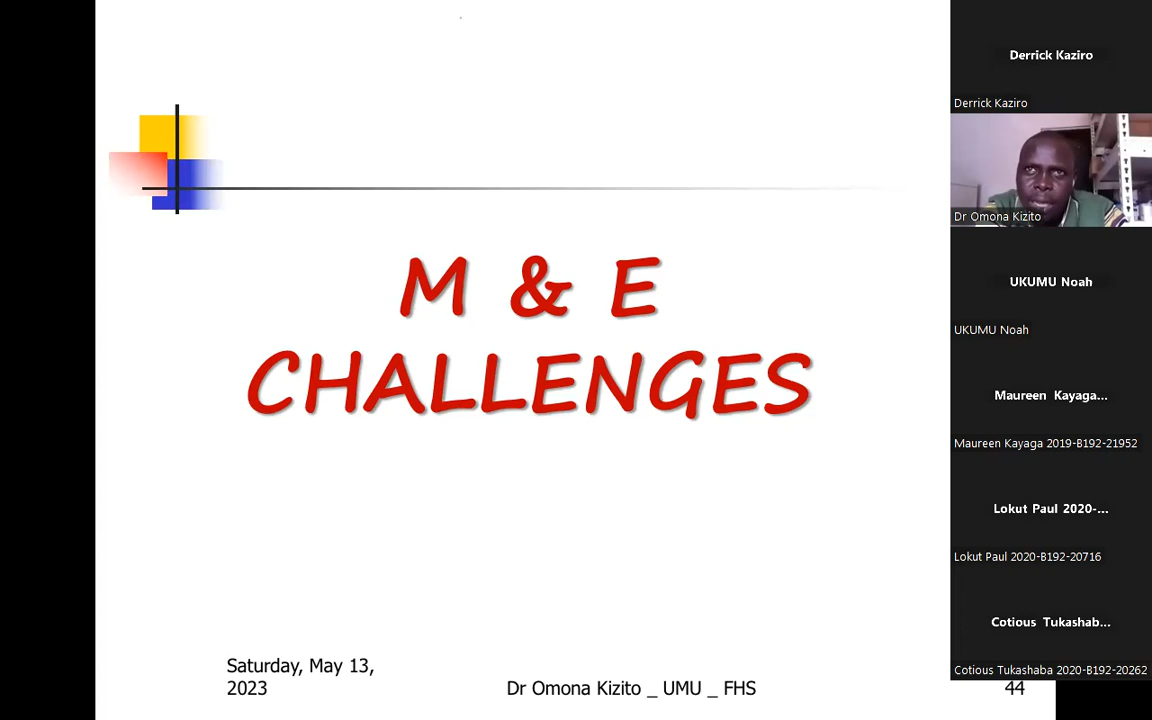 M & E
CHALLENGES
Saturday, May 13,
2023
Dr Omona Kizito _ UMU _ FHS
44
Derrick Kaziro
Derrick Kaziro
Dr Omona Kizito
UKUMU Noah
UKUMU Noah
Maureen Kayaga...
Maureen Kayaga 2019-B192-21952
Lokut Paul 2020-...
Lokut Paul 2020-B192-20716
Cotious Tukashab...
Cotious Tukashaba 2020-B192-20262